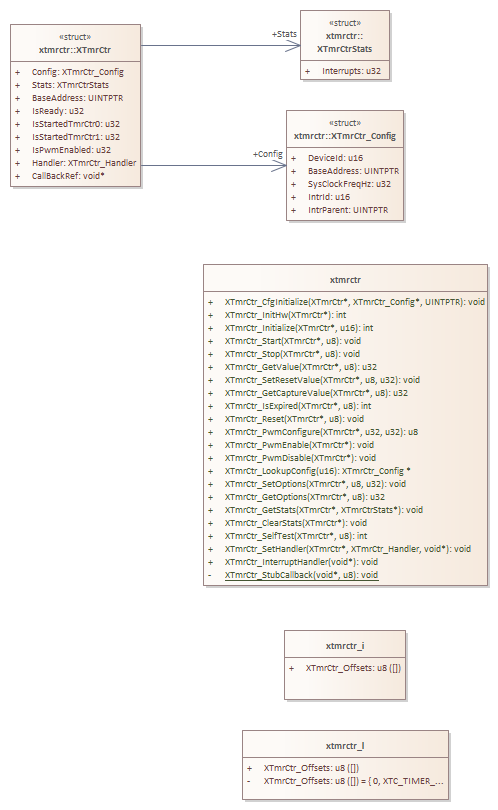 «struct»
xtmrctr::XTmrCtr
+ Config: XTmrCtr_Config
+ Stats: XTmrCtrStats
+ BaseAddress: UINTPTR
+ IsReady: u32
+ IsStartedTmrCtr0: u32
+ IsStartedTmrCtr1: u32
+ IsPwmEnabled: u32
+ Handler: XTmrCtr_Handler
+ CallBackRef: void*
+Stats
«struct»
xtmrctr::
XTmrCtrStats
+ Interrupts: u32
+Config
«struct»
xtmrctr::XTmrCtr_Config
+ DeviceId: u16
+ BaseAddress: UINTPTR
+ SysClockFreqHz: u32
+ IntrId: u16
+ IntrParent: UINTPTR
xtmrctr
+ XTmrCtr_CfgInitialize(XTmrCtr*, XTmrCtr_Config*, UINTPTR): void
+ XTmrCtr_InitHw(XTmrCtr*): int
+ XTmrCtr_Initialize(XTmrCtr*, u16): int
+ XTmrCtr_Start(XTmrCtr*, u8): void
+ XTmrCtr_Stop(XTmrCtr*, u8): void
+ XTmrCtr_GetValue(XTmrCtr*, u8): u32
+ XTmrCtr_SetResetValue(XTmrCtr*, u8, u32): void
+ XTmrCtr_GetCaptureValue(XTmrCtr*, u8): u32
+ XTmrCtr_IsExpired(XTmrCtr*, u8): int
+ XTmrCtr_Reset(XTmrCtr*, u8): void
+ XTmrCtr_PwmConfigure(XTmrCtr*, u32, u32): u8
+ XTmrCtr_PwmEnable(XTmrCtr*): void
+ XTmrCtr_PwmDisable(XTmrCtr*): void
+ XTmrCtr_LookupConfig(u16): XTmrCtr_Config *
+ XTmrCtr_SetOptions(XTmrCtr*, u8, u32): void
+ XTmrCtr_GetOptions(XTmrCtr*, u8): u32
+ XTmrCtr_GetStats(XTmrCtr*, XTmrCtrStats*): void
+ XTmrCtr_ClearStats(XTmrCtr*): void
+ XTmrCtr_SelfTest(XTmrCtr*, u8): int
+ XTmrCtr_SetHandler(XTmrCtr*, XTmrCtr_Handler, void*): void
+ XTmrCtr_InterruptHandler(void*): void
- XTmrCtr_StubCallback(void*, u8): void
xtmrctr_i
+ XTmrCtr_Offsets: u8 ([])
xtmrctr_l
+ XTmrCtr_Offsets: u8 ([])
- XTmrCtr_Offsets: u8 ([]) = { 0, XTC_TIMER_...